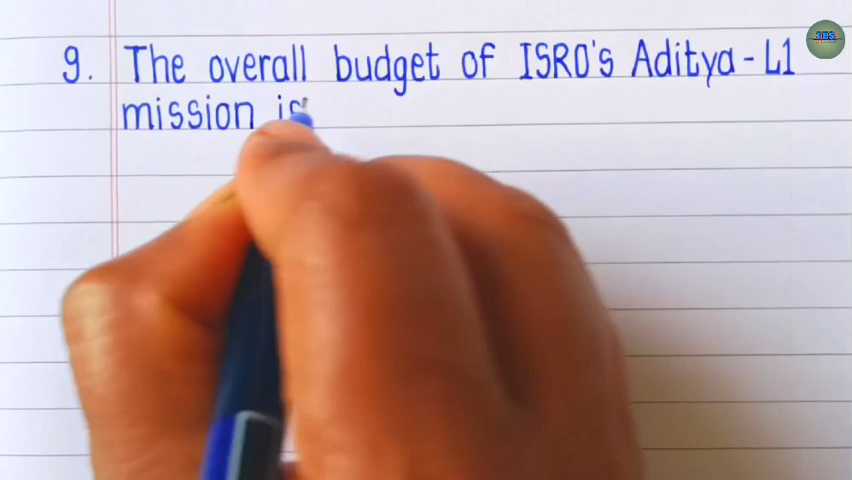 9. The overall budget of ISRO's Aditya - L1
mission is